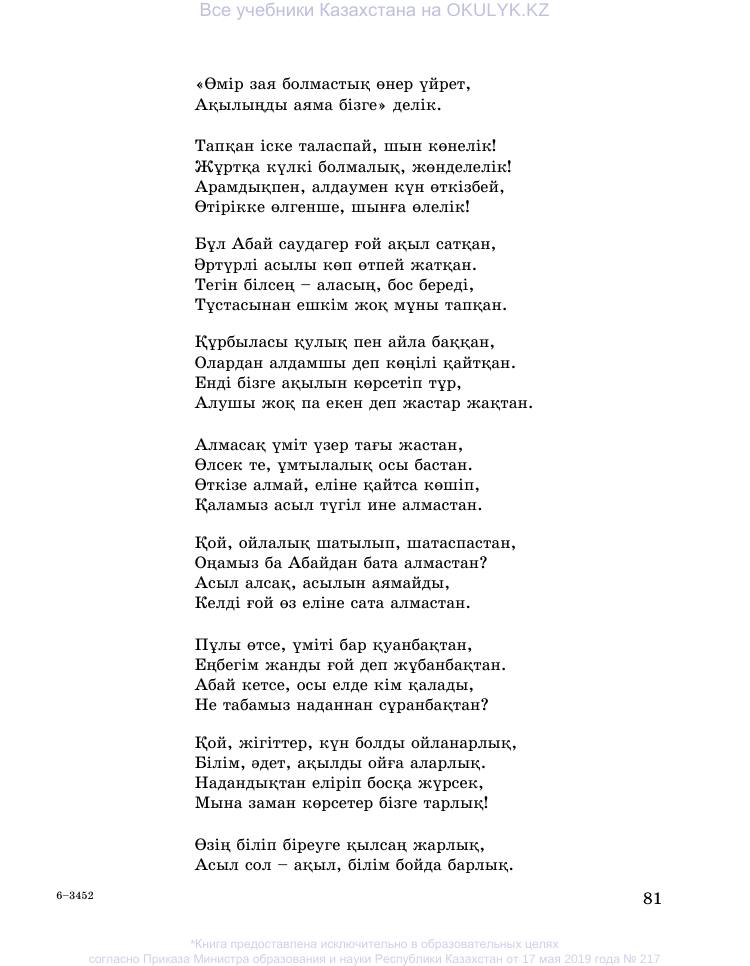 Все учебники Казахстана на OKULYK.KZ
«Өмір зая болмастық өнер үйрет,
Ақылыңды аяма бізге» делік.
Тапқан іске таласпай, шын көнелік!
Жұртқа күлкі болмалық, жөнделелік!
Арамдықпен, алдаумен күн өткізбей,
Өтірікке өлгенше, шынға өлелік!
Бұл Абай саудагер ғой ақыл сатқан,
Әртүрлі асылы көп өтпей жатқан.
Тегін білсең – аласың, бос береді,
Тұстасынан ешкім жоқ мұны тапқан.
Құрбыласы қулық пен айла баққан,
Олардан алдамшы деп көңілі қайтқан.
Енді бізге ақылын көрсетіп тұр,
Алушы жоқ па екен деп жастар жақтан.
Алмасақ үміт үзер тағы жастан,
Өлсек те, ұмтылалық осы бастан.
Өткізе алмай, еліне қайтса көшіп,
Қаламыз асыл түгіл ине алмастан.
Қой, ойлалық шатылып, шатаспастан,
Оңамыз ба Абайдан бата алмастан?
Асыл алсақ, асылын аямайды,
Келді ғой өз еліне сата алмастан.
Пұлы өтсе, үміті бар қуанбақтан,
Еңбегім жанды ғой деп жұбанбақтан.
Абай кетсе, осы елде кім қалады,
Не табамыз наданнан сұранбақтан?
Қой, жігіттер, күн болды ойланарлық,
Білім, әдет, ақылды ойға аларлық.
Надандықтан еліріп босқа жүрсек,
Мына заман көрсетер бізге тарлық!
Өзің біліп біреуге қылсаң жарлық,
Асыл сол – ақыл, білім бойда барлық.
6–3452
81
*Книга предоставлена исключительно в образовательных целях
согласно Приказа Министра образования и науки Республики Казахстан от 17 мая 2019 года № 217